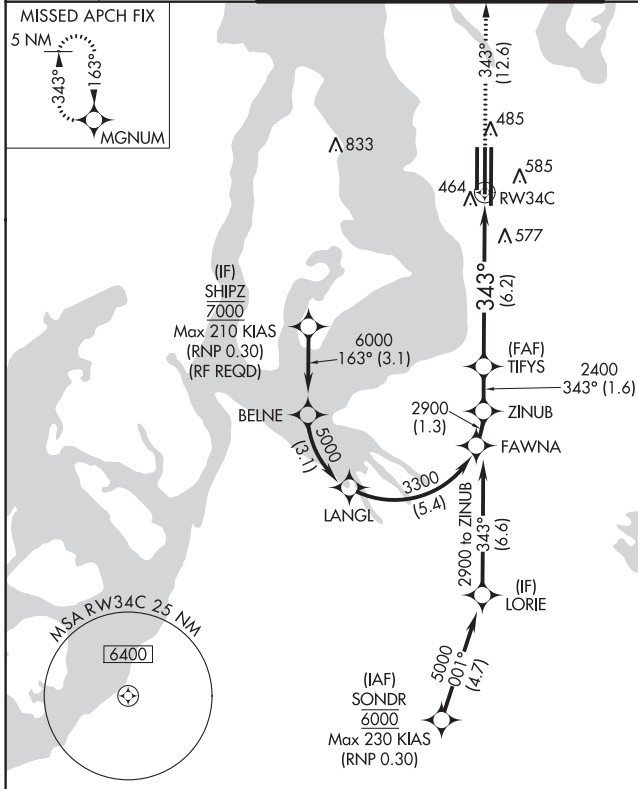 MISSED APCH FIX
5 NM
343°
163°
MGNUM
343°
(12.6)
833
485
585
464
RW34C
577
343°
(6.2)
(IF)
SHIPZ
7000
Max 210 KIAS
(RNP 0.30)
(RF REQD)
6000
163° (3.1)
BELNE
5000
(3.1)
LANGL
3300
(5.4)
(FAF)
TIFYS
2400
343° (1.6)
2900
(1.3)
ZINUB
FAWNA
2900 to ZINUB
343°
(6.6)
(IF)
LORIE
5000
001°
(4.7)
(IAF)
SONDR
6000
Max 230 KIAS
(RNP 0.30)
MSA RW34C 25 NM
6400